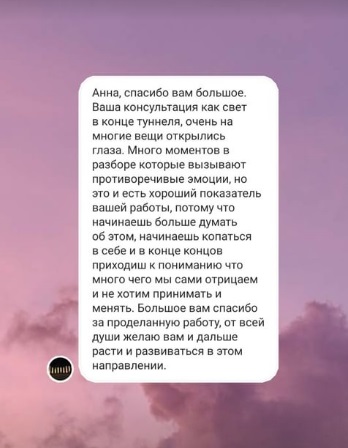 Анна, спасибо вам большое.
Ваша консультация как свет
в конце туннеля, очень на
многие вещи открылись
глаза. Много моментов в
разборе которые вызывают
противоречивые эмоции, но
это и есть хороший показатель
вашей работы, потому что
начинаешь больше думать
об этом, начинаешь копаться
в себе и в конце концов
приходиш к пониманию что
много чего мы сами отрицаем
и не хотим принимать и
менять. Большое вам спасибо
за проделанную работу, от всей
души желаю вам и дальше
расти и развиваться в этом
направлении.